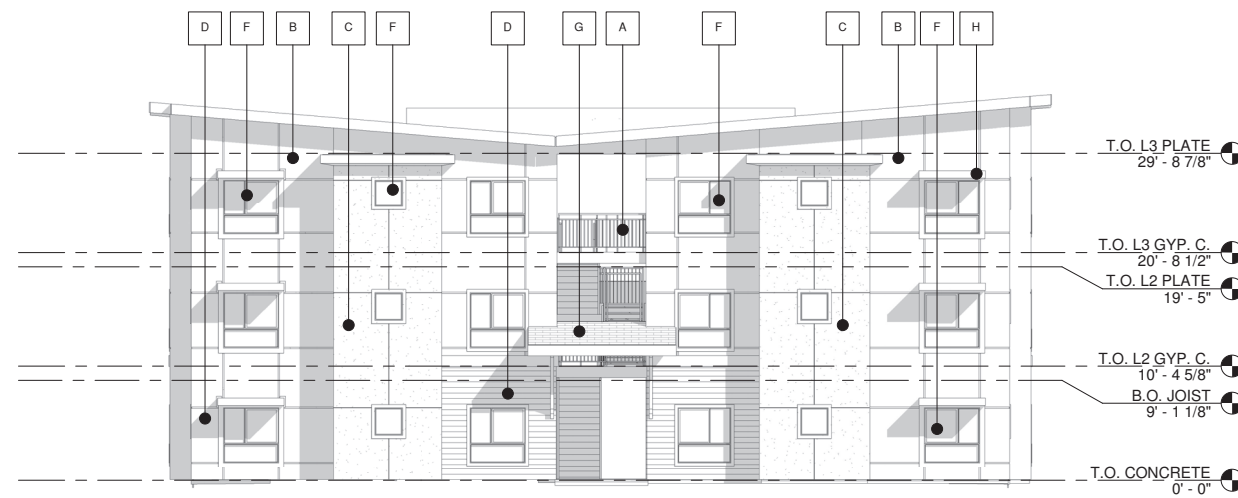 D F B C F D G A F C B F H
T.O. L3 PLATE
29' - 8 7/8"
T.O. L3 GYP. C.
20' - 8 1/2"
T.O. L2 PLATE
19' - 5"
T.O. L2 GYP. C.
10' - 4 5/8"
B.O. JOIST
9' - 1 1/8"
T.O. CONCRETE
0' - 0"